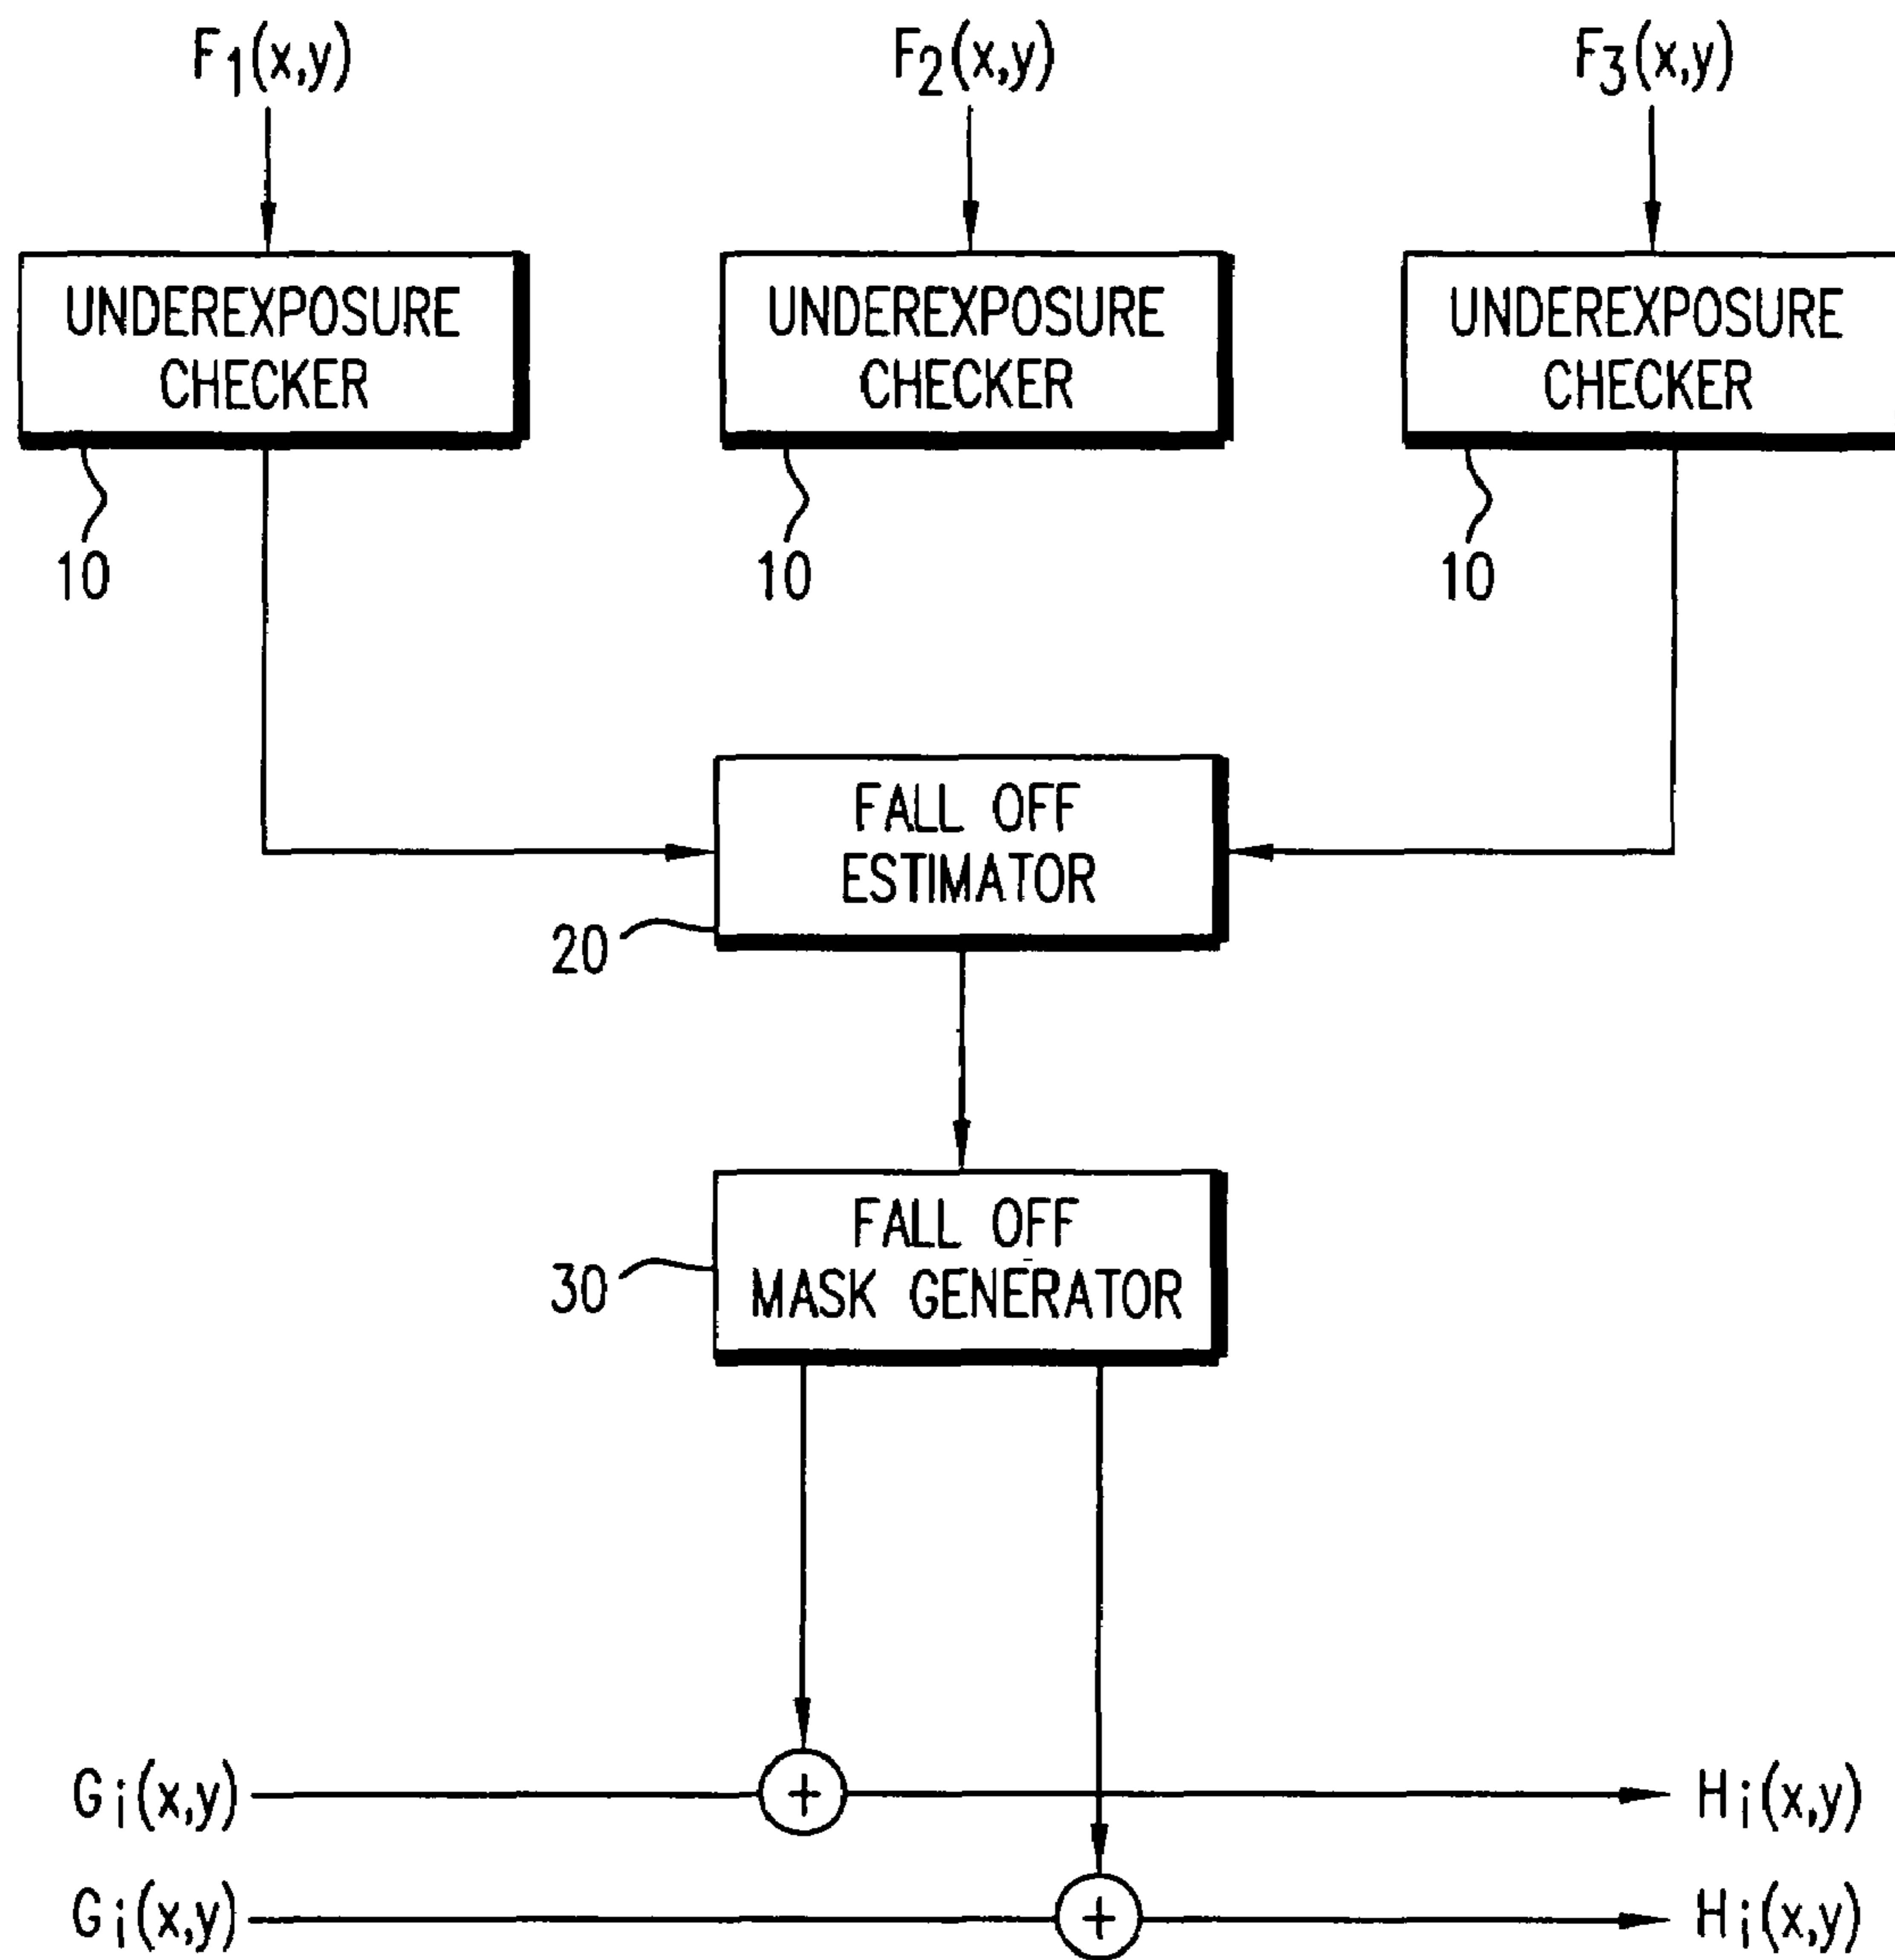 F1(x,y) F2(x,y) F3(x,y)
UNDEREXPOSURE
CHECKER
UNDEREXPOSURE
CHECKER
UNDEREXPOSURE
CHECKER
10 10 10
FALL OFF
ESTIMATOR
20
FALL OFF
MASK GENERATOR
30
Gi(x,y) + Hi(x,y)
Gi(x,y) + Hi(x,y)